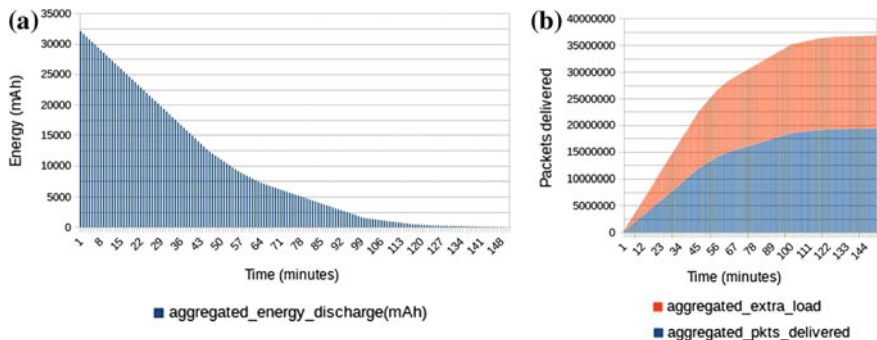 (a)
35000
30000
25000
20000
15000
10000
5000
0
Energy (mAh)
1 8 15 22 29 36 43 50 57 64 71 78 85 92 99 106 113 120 127 134 141 148
Time (minutes)
aggregated_energy_discharge(mAh)
(b)
40000000
35000000
30000000
25000000
20000000
15000000
10000000
5000000
0
Packets delivered
1 12 23 34 45 56 67 78 89 100 111 122 133 144
Time (minutes)
aggregated_extra_load
aggregated_pkts_delivered